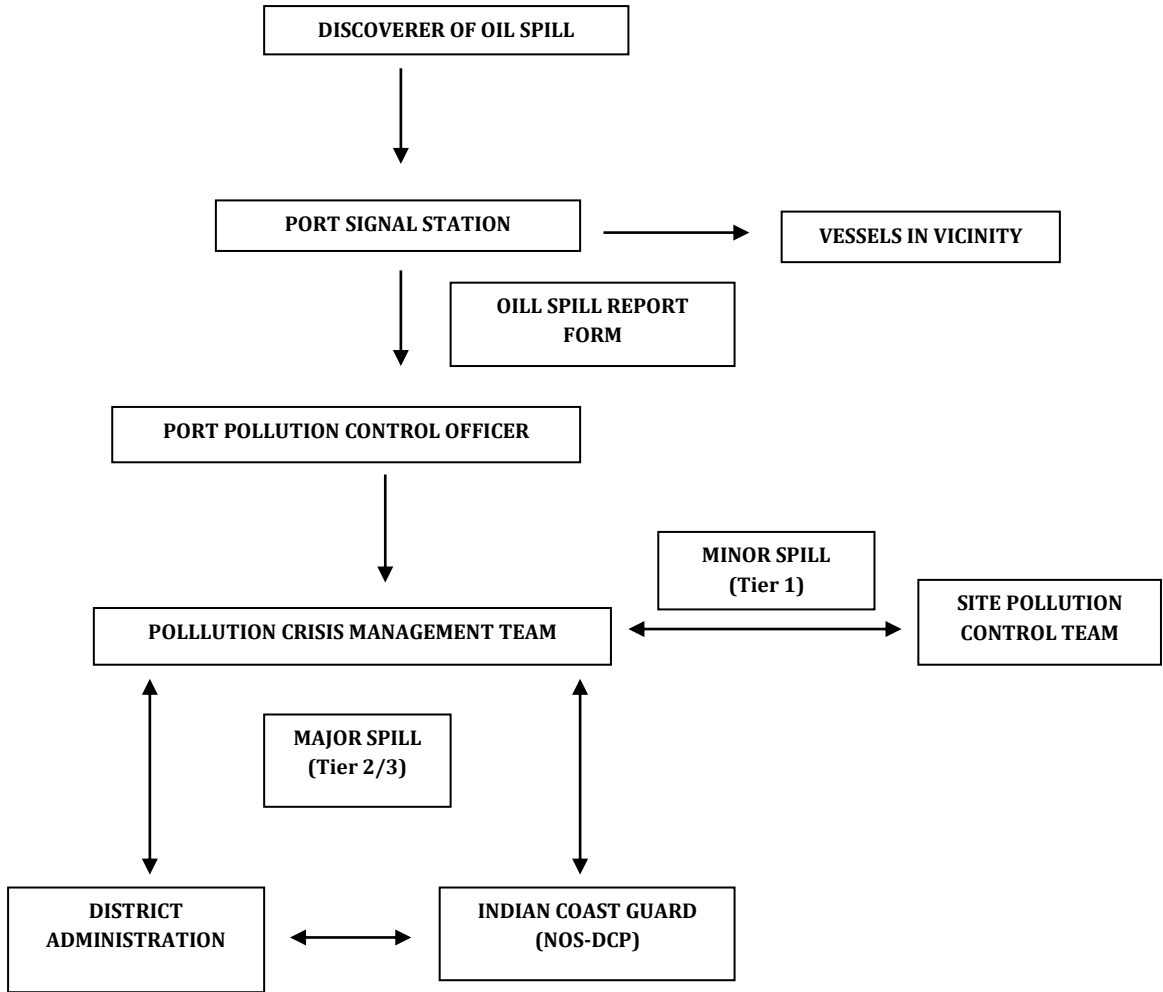 DISCOVERER OF OIL SPILL
PORT SIGNAL STATION
VESSELS IN VICINITY
OILL SPILL REPORT
FORM
PORT POLLUTION CONTROL OFFICER
MINOR SPILL
(Tier 1)
POLLLUTION CRISIS MANAGEMENT TEAM
SITE POLLUTION
CONTROL TEAM
MAJOR SPILL
(Tier 2/3)
DISTRICT
ADMINISTRATION
INDIAN COAST GUARD
(NOS-DCP)